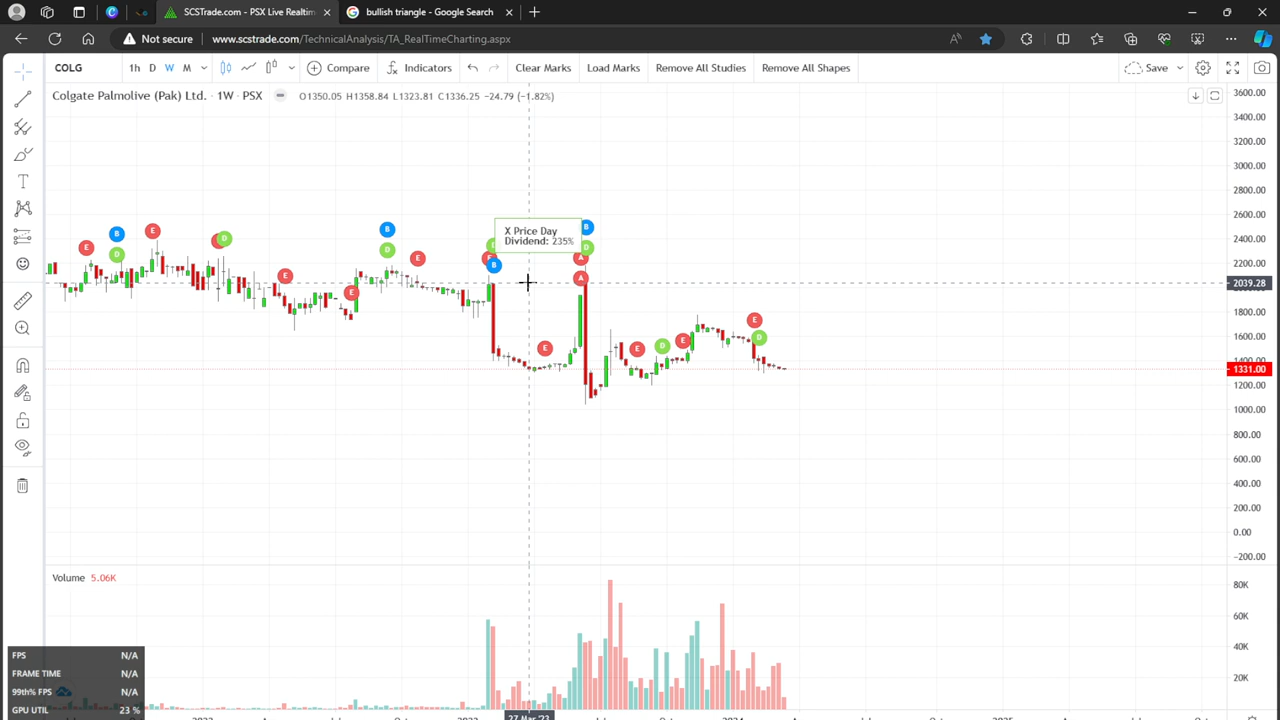 SCSTrade.com - PSX Live Realtim
bullish triangle - Google Search
Not secure
www.scstrade.com/TechnicalAnalysis/TA_RealTimeCharting.aspx
COLG 1h D W M Compare Indicators Clear Marks Load Marks Remove All Studies Remove All Shapes Save
Colgate Palmolive (Pak) Ltd. · 1W · PSX O1350.05 H1358.84 L1323.81 C1336.25 −24.79 (−1.82%)
3600.00
3400.00
3200.00
3000.00
2800.00
2600.00
2400.00
2200.00
2039.28
1800.00
1600.00
1331.00
1200.00
1000.00
800.00
600.00
400.00
200.00
0.00
−200.00
X Price Day
Dividend: 235%
E B D E D E E B D E B E B D A A E E D E E D
Volume 5.06K
80K
60K
40K
20K
FPS N/A
FRAME TIME N/A
99th% FPS N/A
GPU UTIL 23 %
27 Mar '23